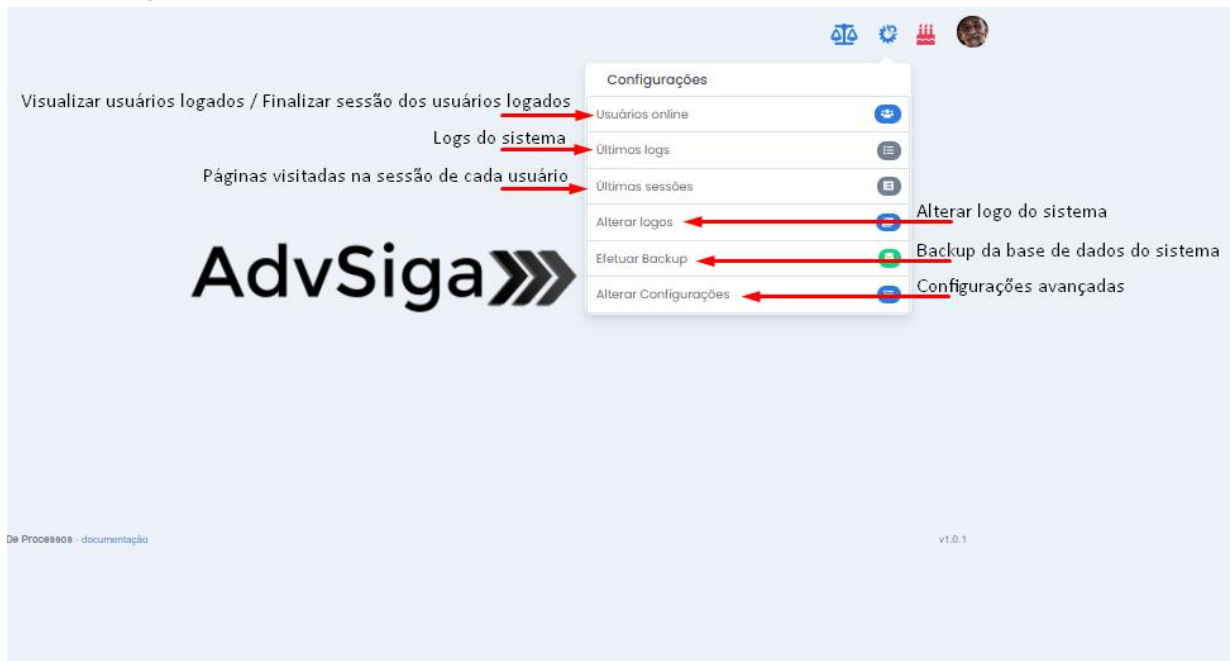 Configurações
Visualizar usuários logados / Finalizar sessão dos usuários logados
Usuários online
Logs do sistema
Últimos logs
Páginas visitadas na sessão de cada usuário
Últimas sessões
Alterar logos
Alterar logo do sistema
Efetuar Backup
Backup da base de dados do sistema
Alterar Configurações
Configurações avançadas
AdvSiga
De Processos - documentação
v1.0.1